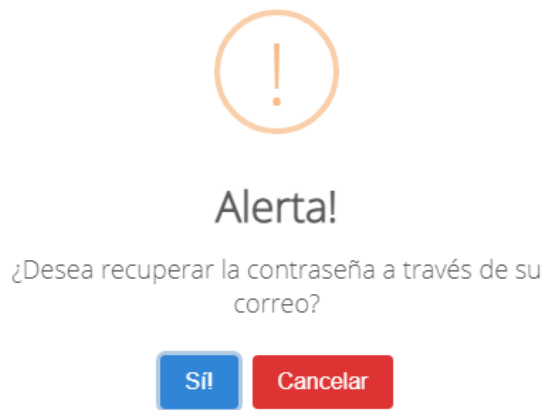 !
Alerta!
¿Desea recuperar la contraseña a través de su
correo?
Sí!
Cancelar